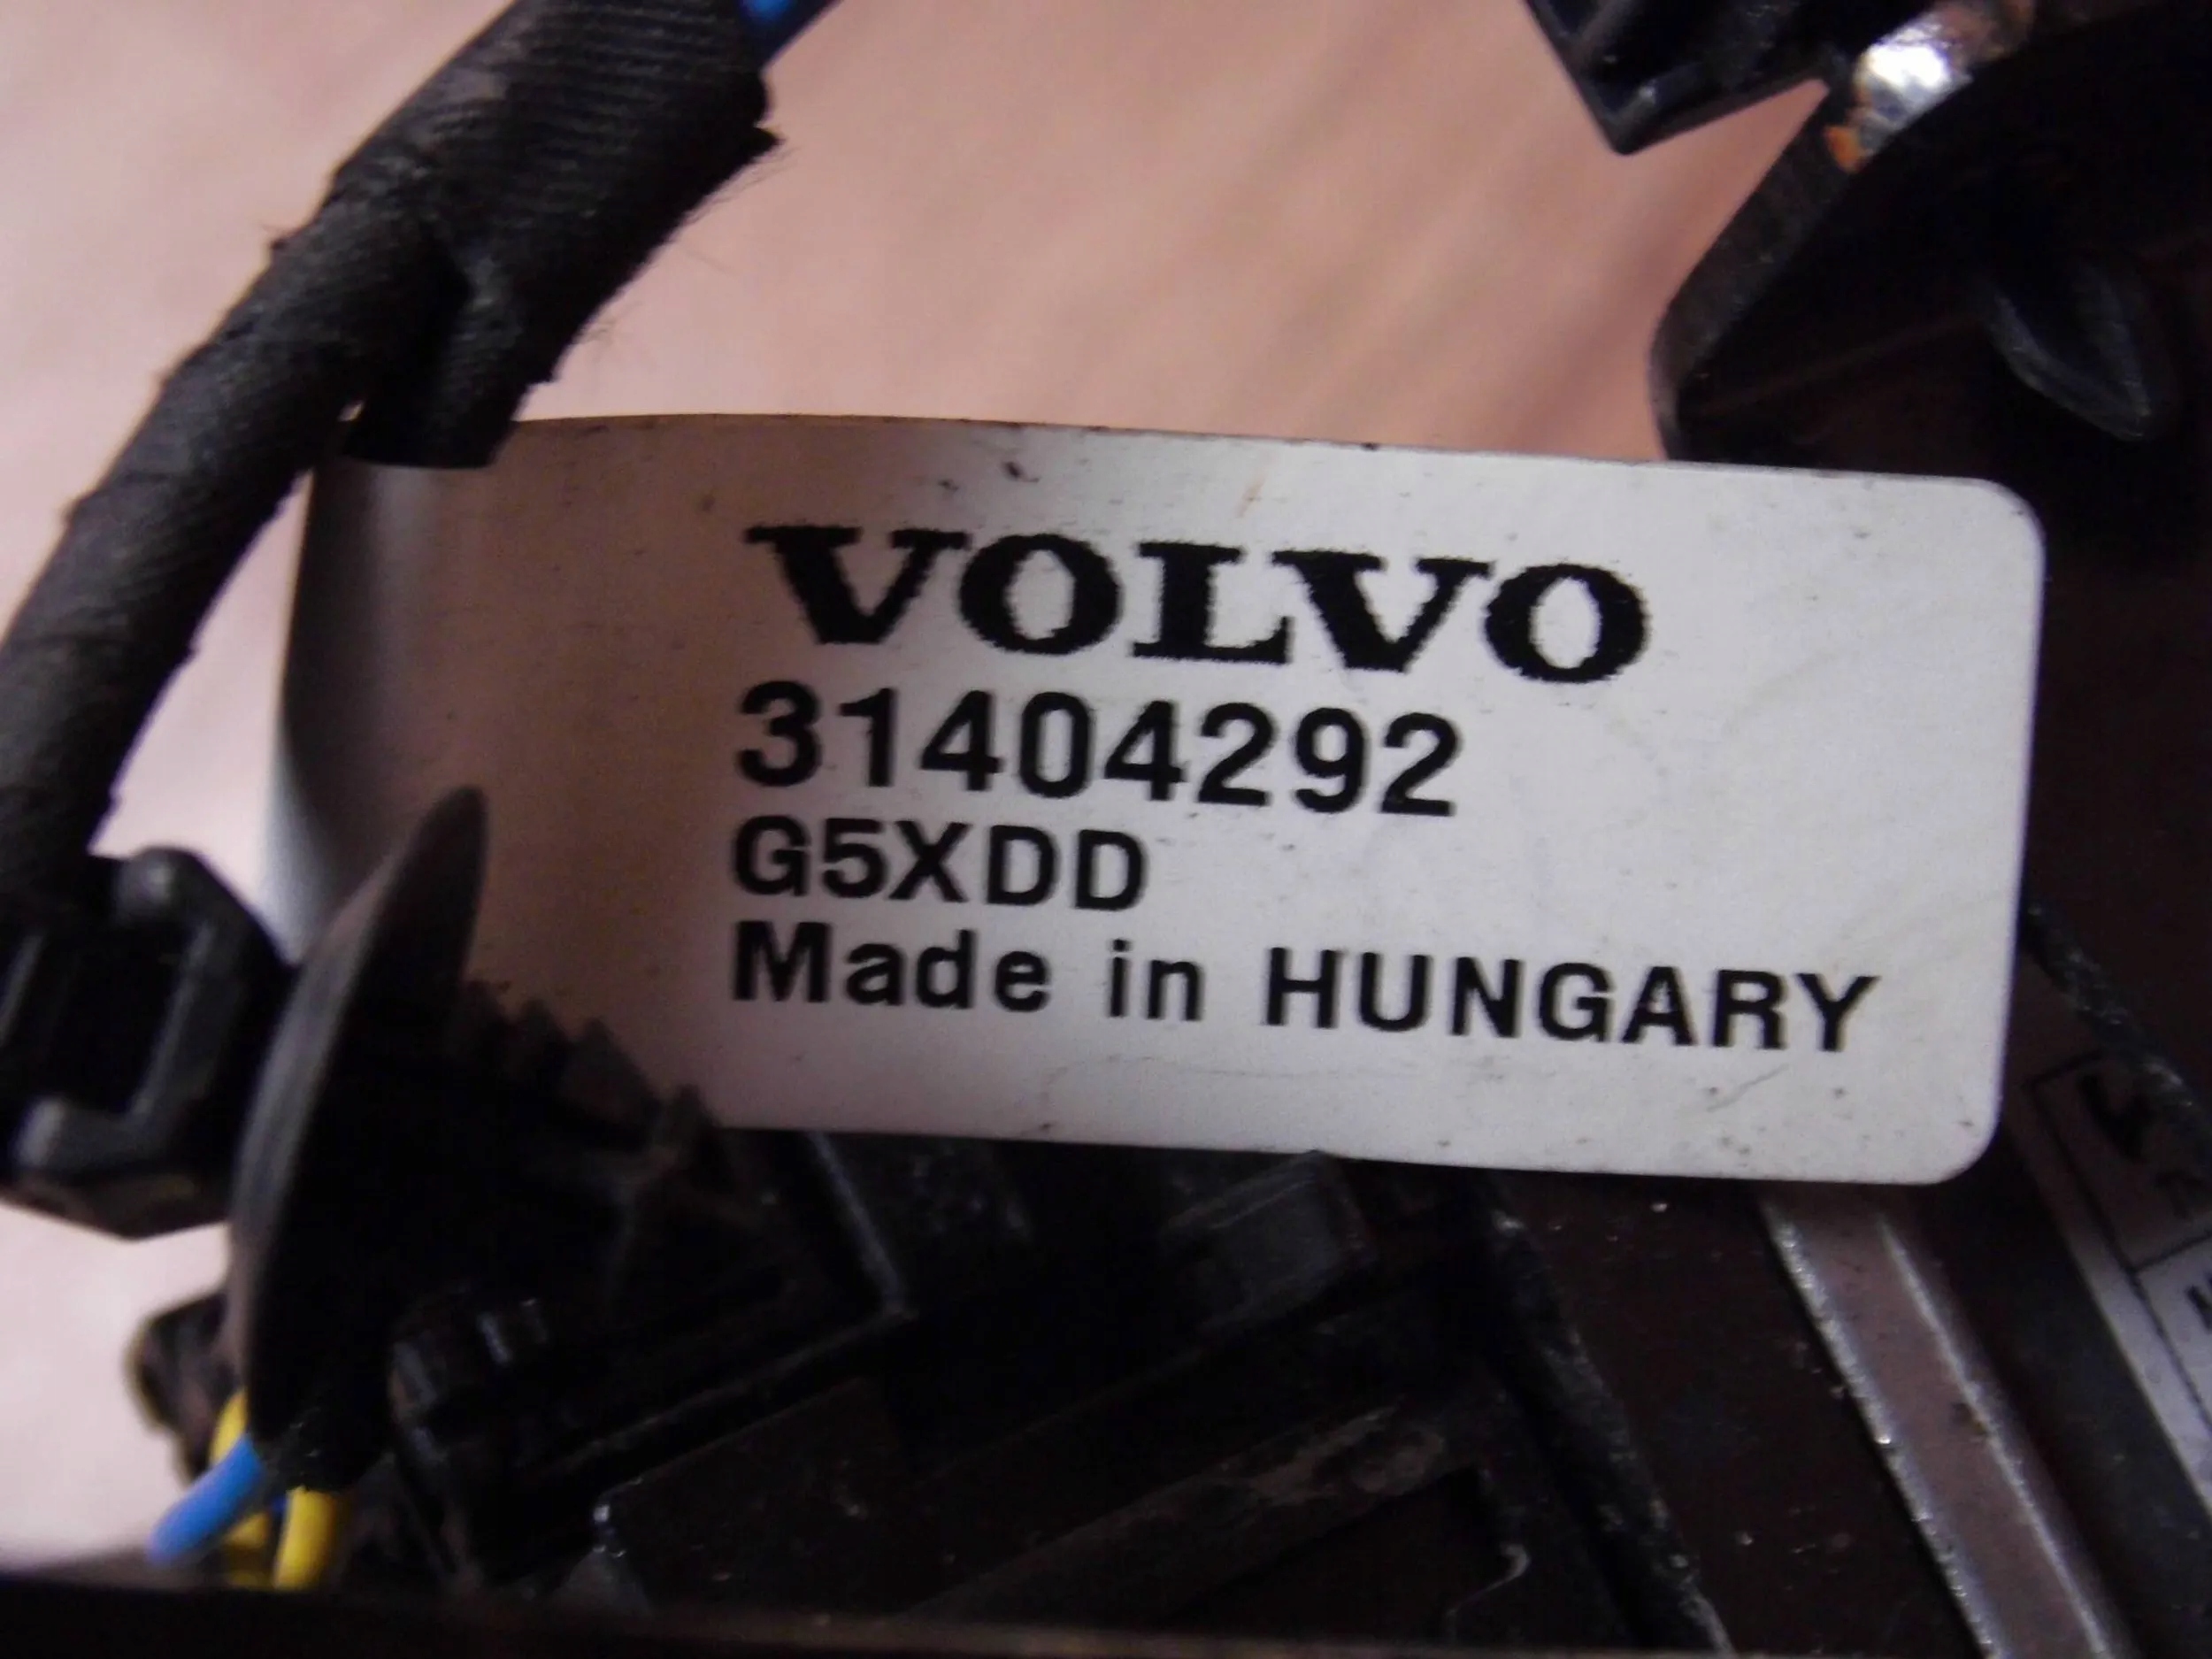 VOLVO
31404292
G5XDD
Made in HUNGARY